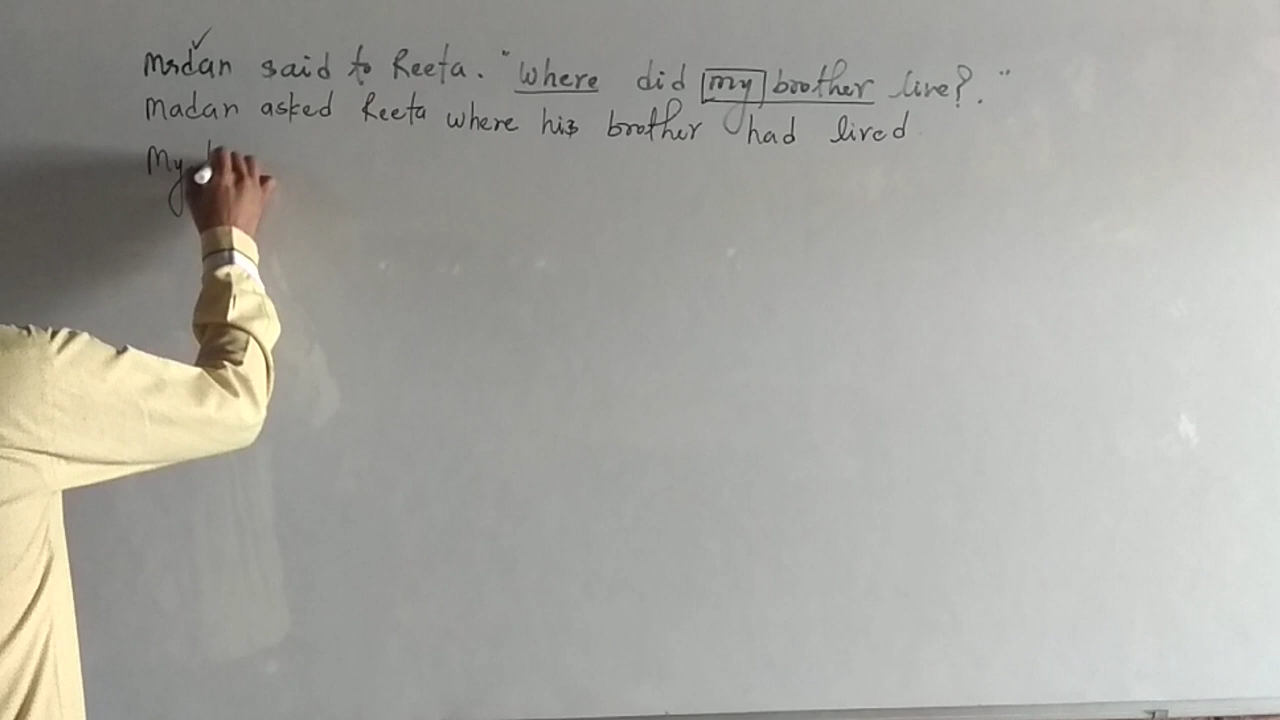 Madan said to Reeta. "Where did my brother live?."
Madan asked Reeta where his brother had lived
My